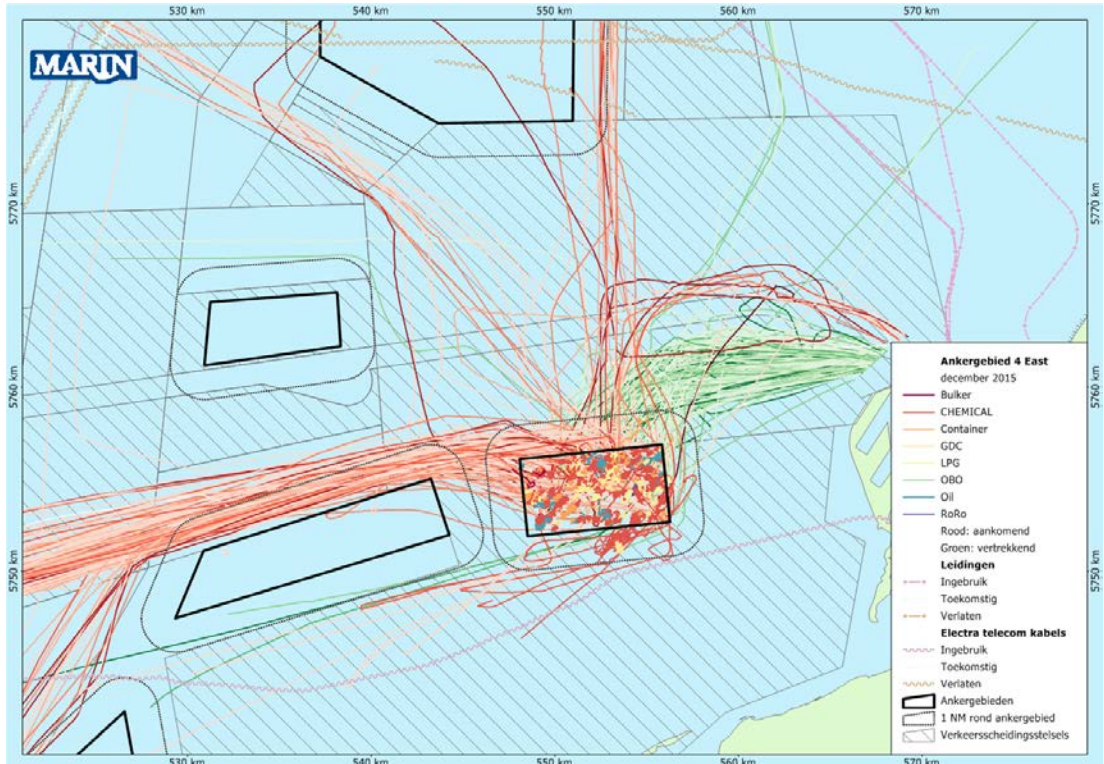 530 km
540 km
550 km
560 km
570 km
MARIN
5770 km
5770 km
5760 km
5760 km
5750 km
5750 km
Ankergebied 4 East
december 2015
Bulker
CHEMICAL
Container
GDC
LPG
OBO
Oil
RoRo
Rood: aankomend
Groen: vertrekkend
Leidingen
Ingebruik
Toekomstig
Verlaten
Electra telecom kabels
Ingebruik
Toekomstig
Verlaten
Ankergebieden
1 NM rond ankergebied
Verkeersscheidingsstelsels
530 km
540 km
550 km
560 km
570 km